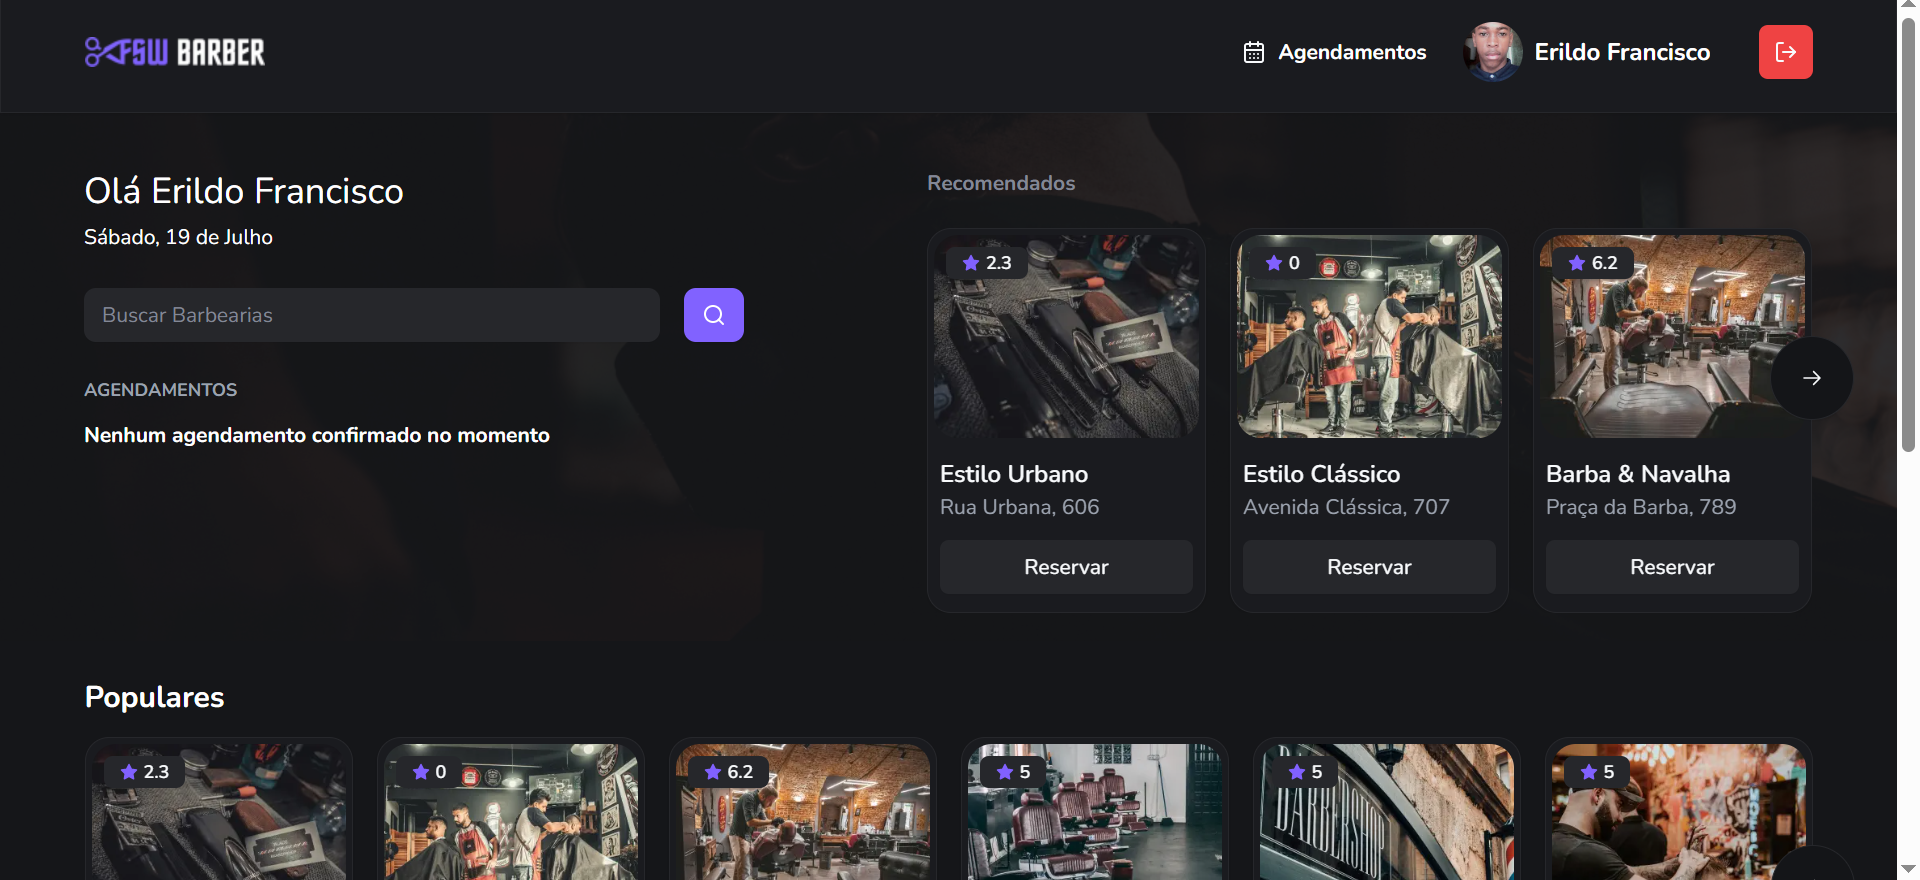 FSW BARBER
Agendamentos
Erildo Francisco
Olá Erildo Francisco
Sábado, 19 de Julho
Buscar Barbearias
AGENDAMENTOS
Nenhum agendamento confirmado no momento
Recomendados
2.3
0
6.2
Estilo Urbano
Rua Urbana, 606
Reservar
Estilo Clássico
Avenida Clássica, 707
Reservar
Barba & Navalha
Praça da Barba, 789
Reservar
Populares
2.3
0
6.2
5
5
5
BARBERSHOP